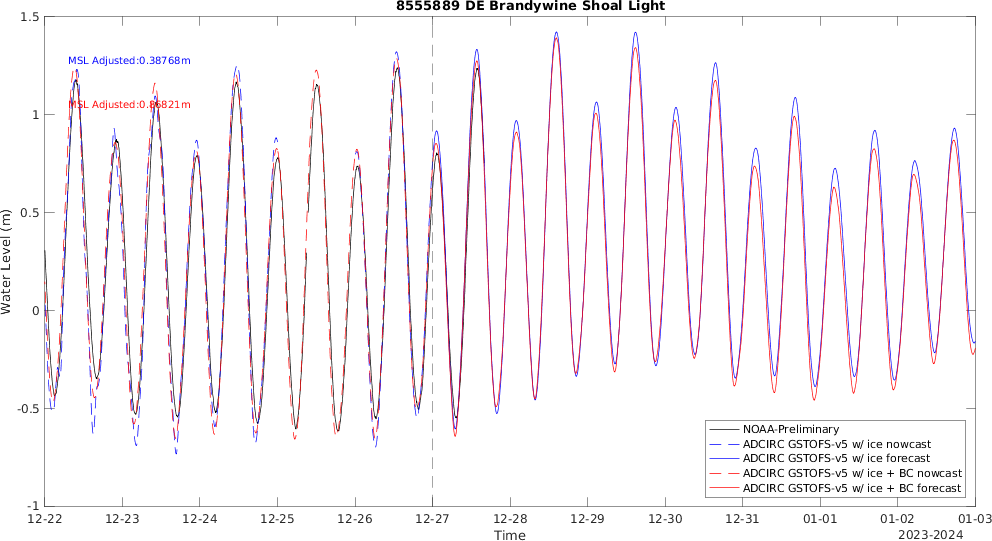 8555889 DE Brandywine Shoal Light
1.5
1
0.5
0
-0.5
-1
Water Level (m)
MSL Adjusted:0.38768m
MSL Adjusted:0.86821m
NOAA-Preliminary
ADCIRC GSTOFS-v5 w/ ice nowcast
ADCIRC GSTOFS-v5 w/ ice forecast
ADCIRC GSTOFS-v5 w/ ice + BC nowcast
ADCIRC GSTOFS-v5 w/ ice + BC forecast
12-22 12-23 12-24 12-25 12-26 12-27 12-28 12-29 12-30 12-31 01-01 01-02 01-03
Time
2023-2024